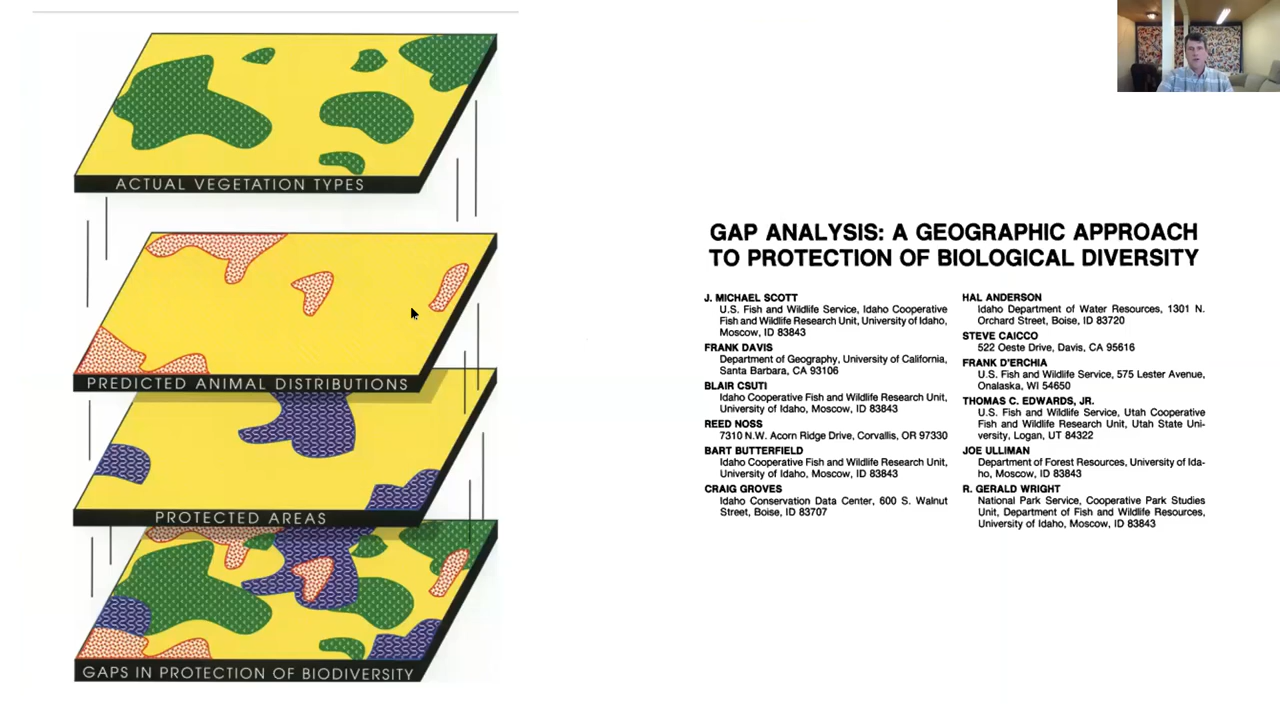 ACTUAL VEGETATION TYPES
PREDICTED ANIMAL DISTRIBUTIONS
PROTECTED AREAS
GAPS IN PROTECTION OF BIODIVERSITY
GAP ANALYSIS: A GEOGRAPHIC APPROACH
TO PROTECTION OF BIOLOGICAL DIVERSITY
J. MICHAEL SCOTT
U.S. Fish and Wildlife Service, Idaho Cooperative
Fish and Wildlife Research Unit, University of Idaho,
Moscow, ID 83843
FRANK DAVIS
Department of Geography, University of California,
Santa Barbara, CA 93106
BLAIR CSUTI
Idaho Cooperative Fish and Wildlife Research Unit,
University of Idaho, Moscow, ID 83843
REED NOSS
7310 N.W. Acorn Ridge Drive, Corvallis, OR 97330
BART BUTTERFIELD
Idaho Cooperative Fish and Wildlife Research Unit,
University of Idaho, Moscow, ID 83843
CRAIG GROVES
Idaho Conservation Data Center, 600 S. Walnut
Street, Boise, ID 83707
HAL ANDERSON
Idaho Department of Water Resources, 1301 N.
Orchard Street, Boise, ID 83720
STEVE CAICCO
522 Oeste Drive, Davis, CA 95616
FRANK D'ERCHIA
U.S. Fish and Wildlife Service, 575 Lester Avenue,
Onalaska, WI 54650
THOMAS C. EDWARDS, JR.
U.S. Fish and Wildlife Service, Utah Cooperative
Fish and Wildlife Research Unit, Utah State Uni-
versity, Logan, UT 84322
JOE ULLIMAN
Department of Forest Resources, University of Ida-
ho, Moscow, ID 83843
R. GERALD WRIGHT
National Park Service, Cooperative Park Studies
Unit, Department of Fish and Wildlife Resources,
University of Idaho, Moscow, ID 83843